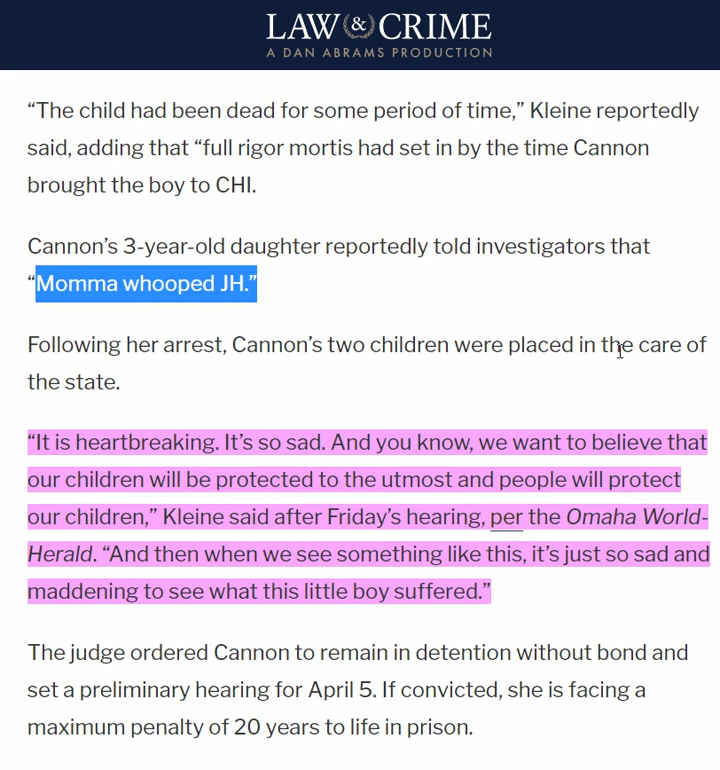 LAW & CRIME
A DAN ABRAMS PRODUCTION
“The child had been dead for some period of time,” Kleine reportedly
said, adding that “full rigor mortis had set in by the time Cannon
brought the boy to CHI.
Cannon’s 3-year-old daughter reportedly told investigators that
“Momma whooped JH.”
Following her arrest, Cannon’s two children were placed in the care of
the state.
“It is heartbreaking. It’s so sad. And you know, we want to believe that
our children will be protected to the utmost and people will protect
our children,” Kleine said after Friday’s hearing, per the Omaha World-
Herald. “And then when we see something like this, it’s just so sad and
maddening to see what this little boy suffered.”
The judge ordered Cannon to remain in detention without bond and
set a preliminary hearing for April 5. If convicted, she is facing a
maximum penalty of 20 years to life in prison.